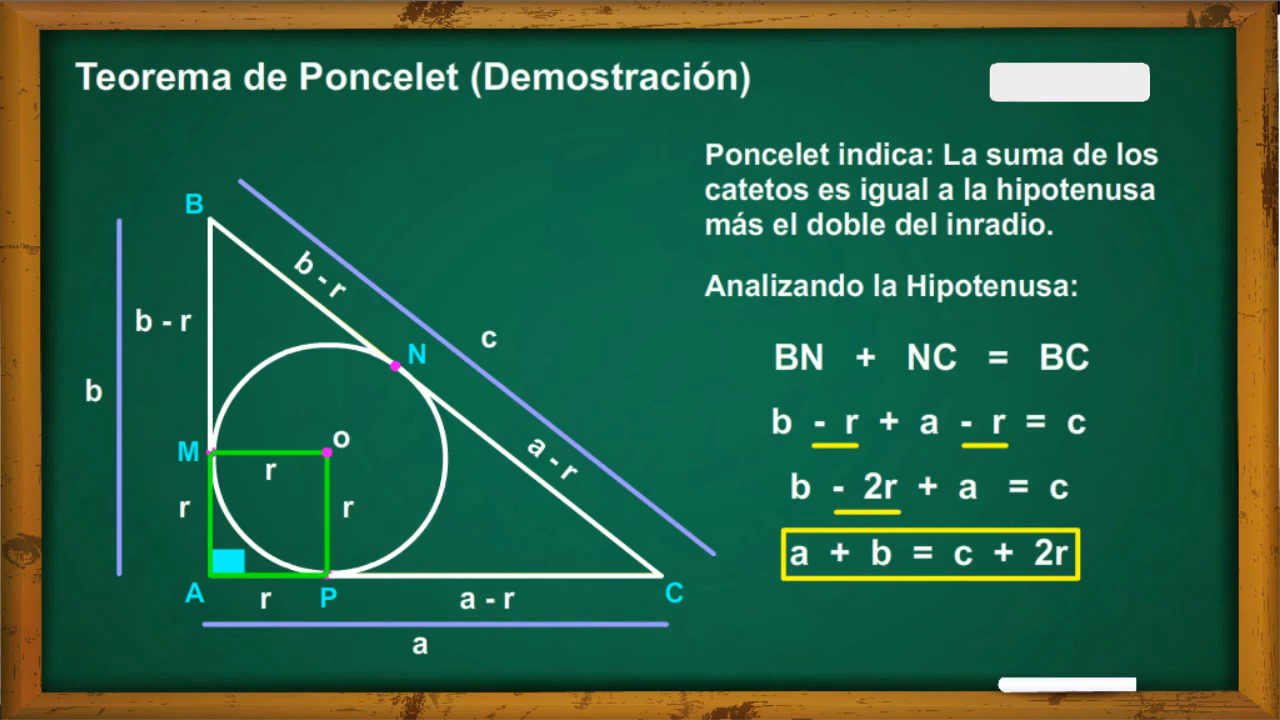 Teorema de Poncelet (Demostración)
Poncelet indica: La suma de los
catetos es igual a la hipotenusa
más el doble del inradio.
Analizando la Hipotenusa:
BN + NC = BC
b - r + a - r = c
b - 2r + a = c
a + b = c + 2r
B
b - r
c
b - r
N
b
M
o
r
a - r
r
r
A
r
P
a - r
C
a